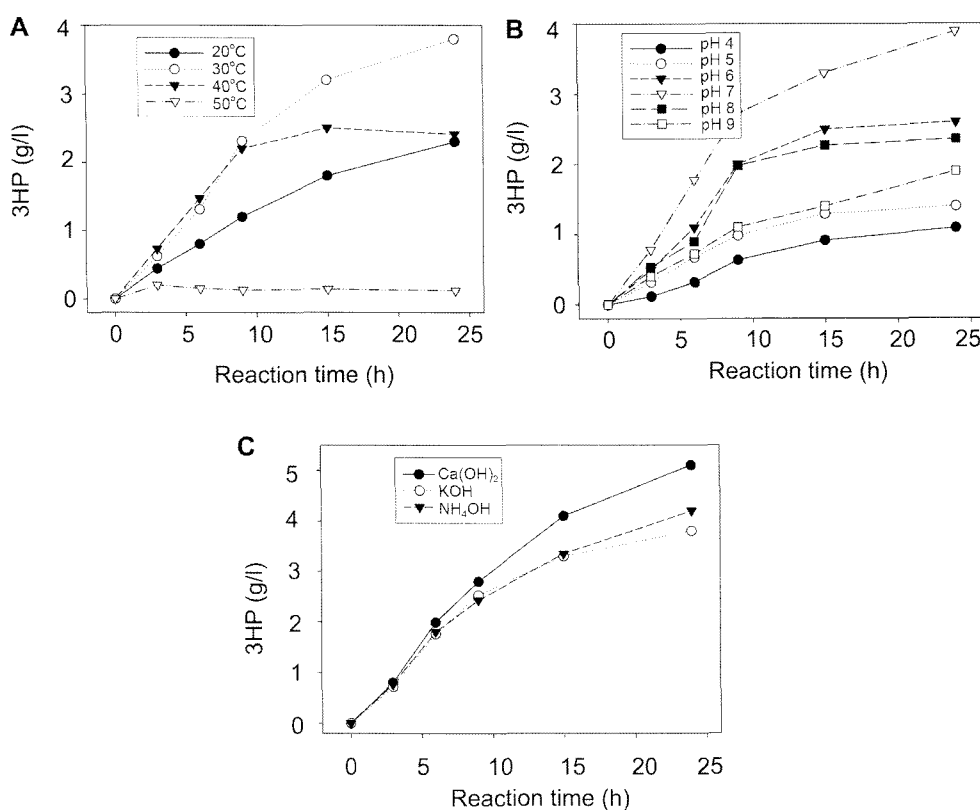 A
20°C
30°C
40°C
50°C
3HP (g/l)
4
3
2
1
0
0 5 10 15 20 25
Reaction time (h)
B
pH 4
pH 5
pH 6
pH 7
pH 8
pH 9
3HP (g/l)
4
3
2
1
0
0 5 10 15 20 25
Reaction time (h)
C
Ca(OH)₂
KOH
NH₄OH
3HP (g/l)
5
4
3
2
1
0
0 5 10 15 20 25
Reaction time (h)